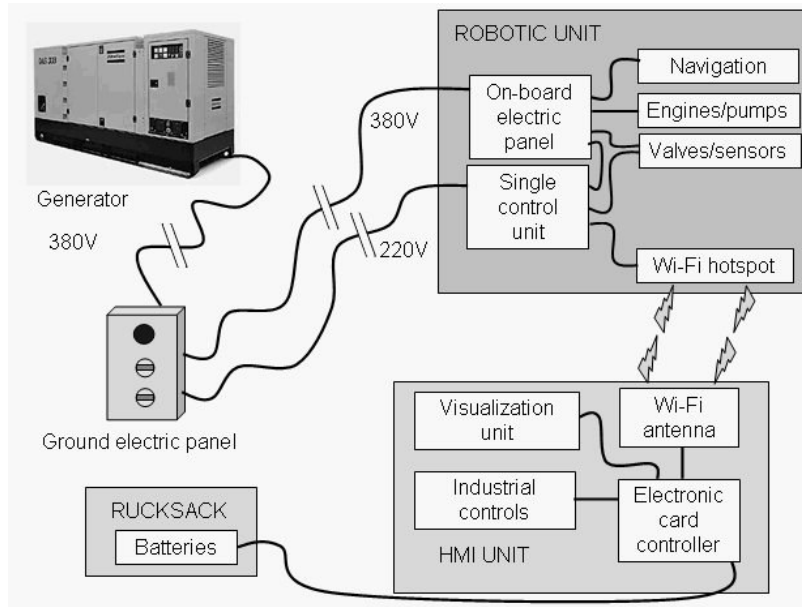 ROBOTIC UNIT
Navigation
On-board
electric
panel
Engines/pumps
Valves/sensors
380V
Single
control
unit
Generator
380V
220V
Wi-Fi hotspot
Visualization
unit
Wi-Fi
antenna
Ground electric panel
Industrial
controls
Electronic
card
controller
RUCKSACK
Batteries
HMI UNIT